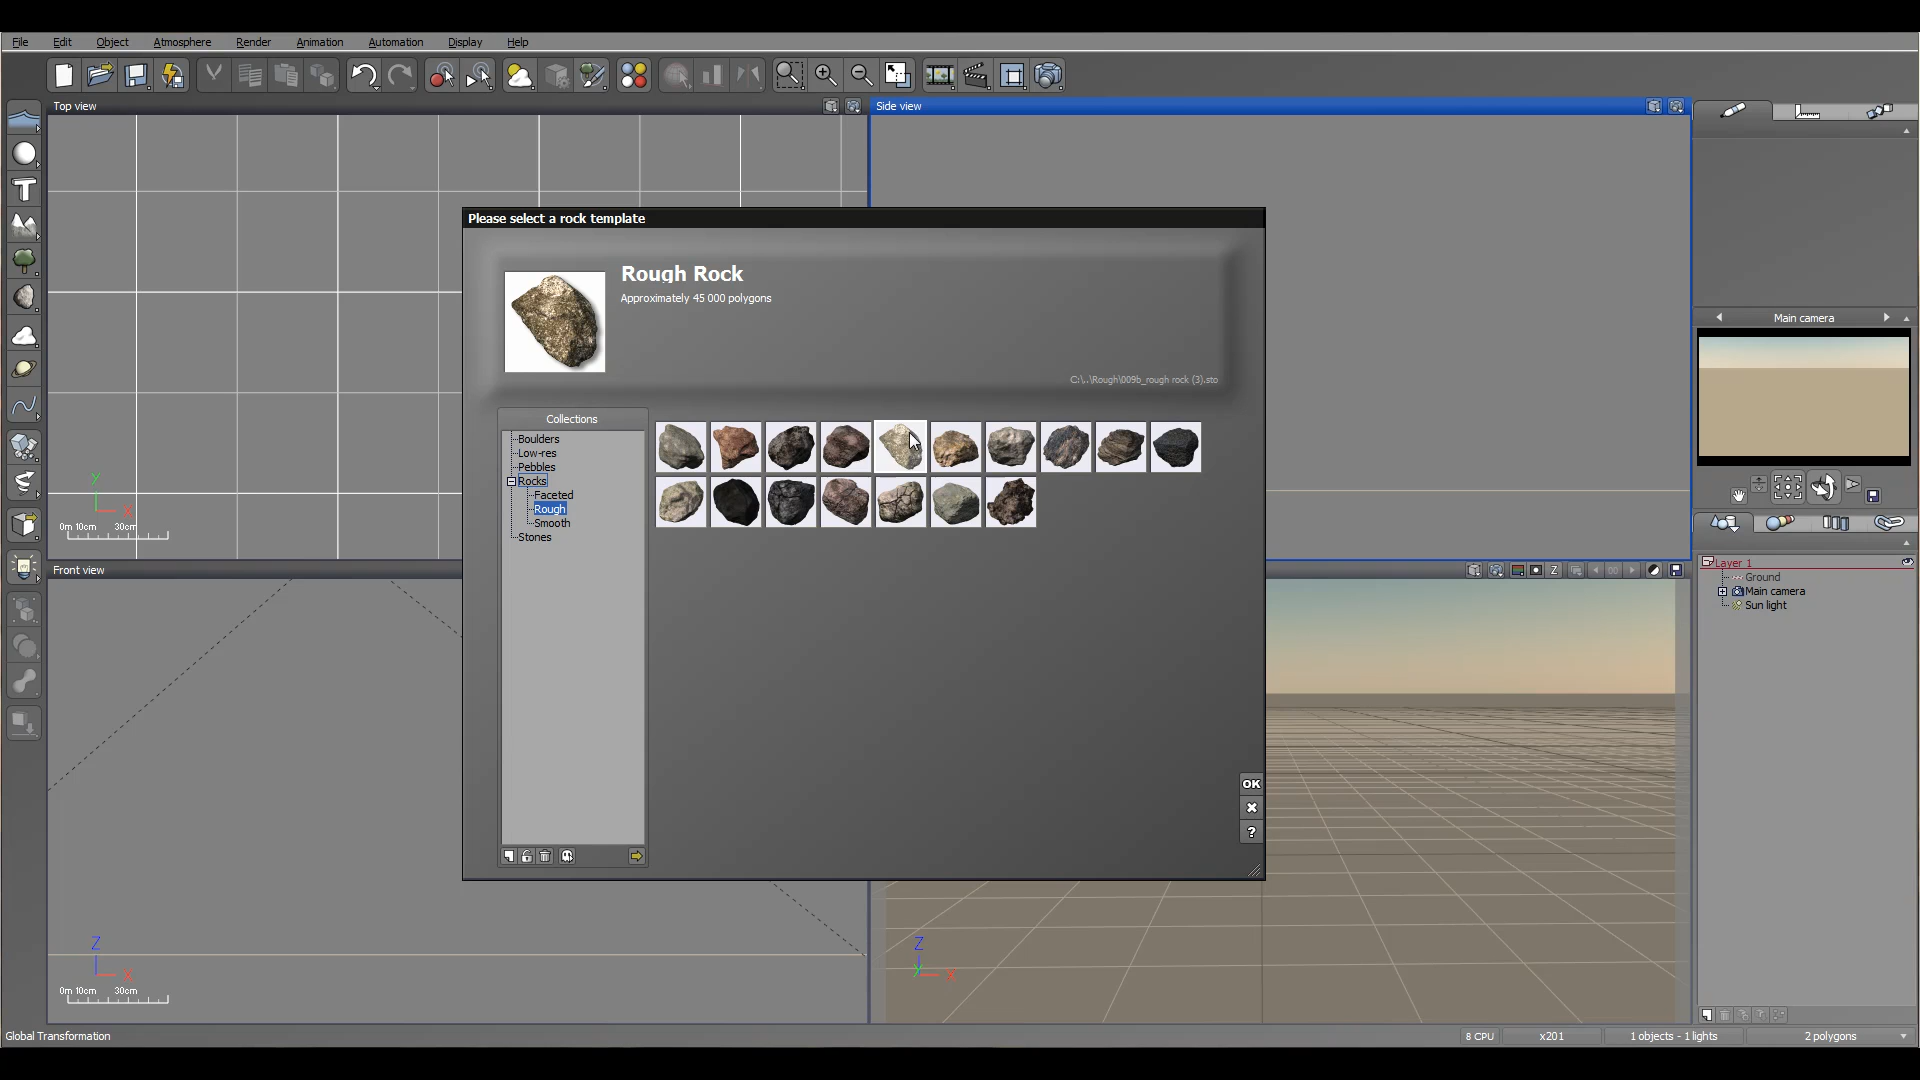 File Edit Object Atmosphere Render Animation Automation Display Help
Top view
Side view
Please select a rock template
Rough Rock
Approximately 45 000 polygons
C:\..\Rough\009b_rough rock (3).sto
Main camera
Collections
Boulders
Low-res
Pebbles
Rocks
Faceted
Rough
Smooth
Stones
Y
X
0m 10cm 30cm
Front view
Z
Layer 1
Ground
Main camera
Sun light
OK
?
Z
X
0m 10cm 30cm
Z
Y
X
Global Transformation
8 CPU
x201
1 objects - 1 lights
2 polygons